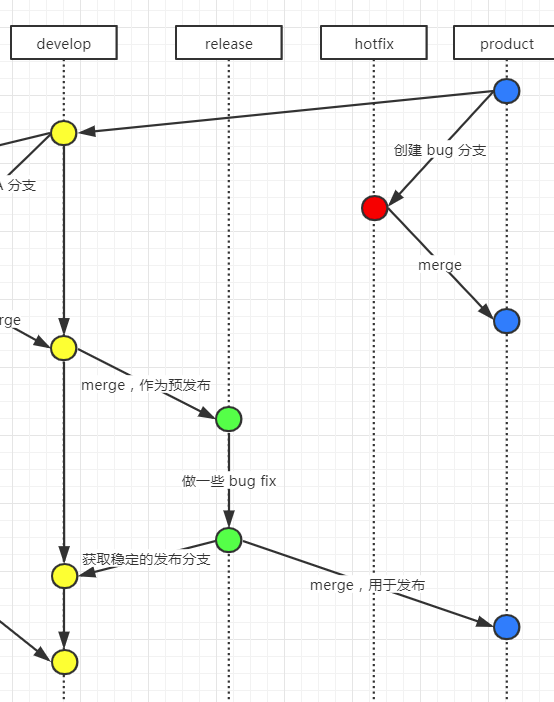 develop
release
hotfix
product
创建 bug 分支
A 分支
merge
rge
merge，作为预发布
做一些 bug fix
获取稳定的发布分支
merge，用于发布